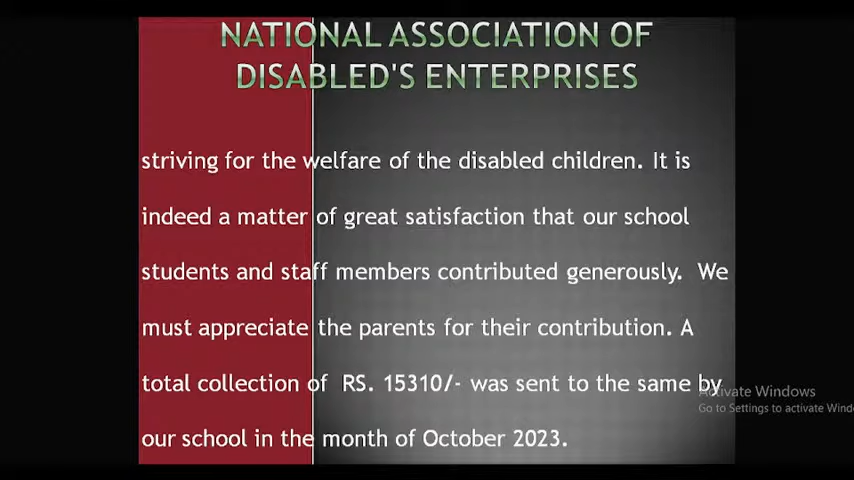 NATIONAL ASSOCIATION OF
DISABLED'S ENTERPRISES
striving for the welfare of the disabled children. It is
indeed a matter of great satisfaction that our school
students and staff members contributed generously. We
must appreciate the parents for their contribution. A
total collection of RS. 15310/- was sent to the same by
our school in the month of October 2023.
Activate Windows
Go to Settings to activate Wind